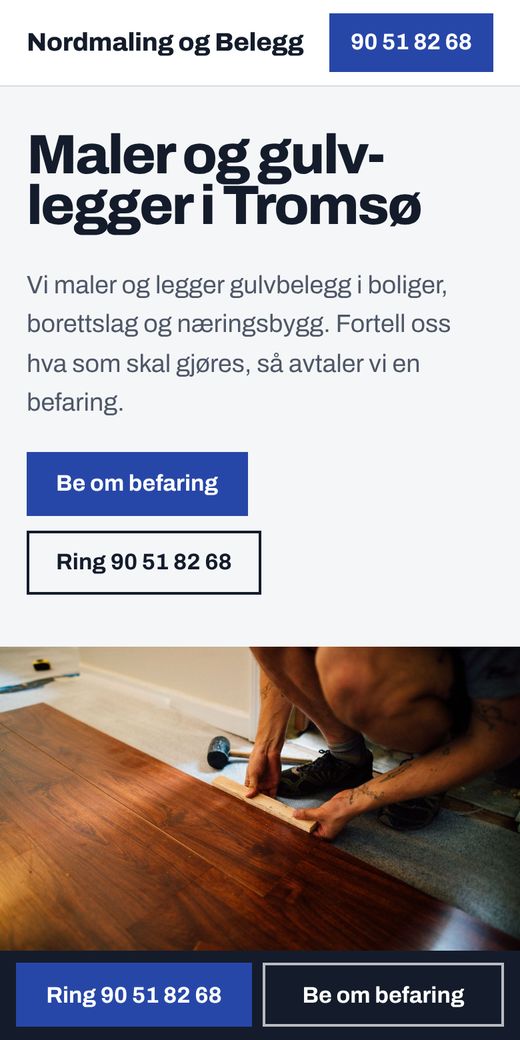 Nordmaling og Belegg
90 51 82 68
Maler og gulv-
legger i Tromsø
Vi maler og legger gulvbelegg i boliger,
borettslag og næringsbygg. Fortell oss
hva som skal gjøres, så avtaler vi en
befaring.
Be om befaring
Ring 90 51 82 68
Ring 90 51 82 68
Be om befaring